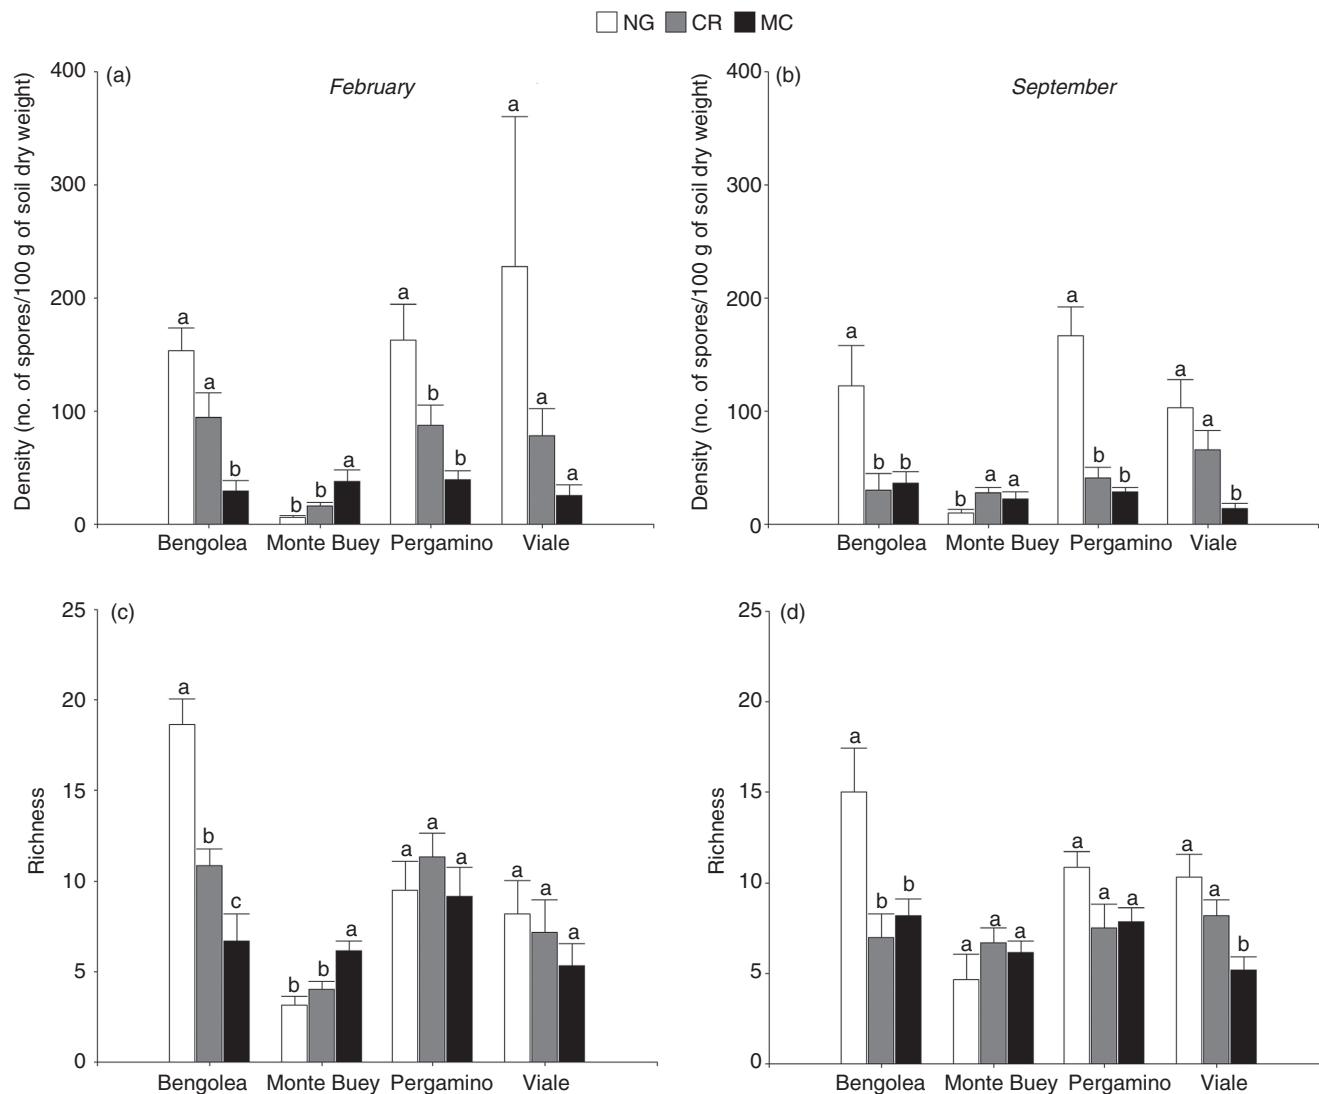 NG CR MC
(a) February
Density (no. of spores/100 g of soil dry weight)
400
300
200
100
0
a a b b b a a b b a a a
Bengolea Monte Buey Pergamino Viale
(b) September
Density (no. of spores/100 g of soil dry weight)
400
300
200
100
0
a b b b a a a b b a a b
Bengolea Monte Buey Pergamino Viale
(c)
Richness
25
20
15
10
5
0
a b c b b a a a a a a a
Bengolea Monte Buey Pergamino Viale
(d)
Richness
25
20
15
10
5
0
a b b a a a a a a a a b
Bengolea Monte Buey Pergamino Viale